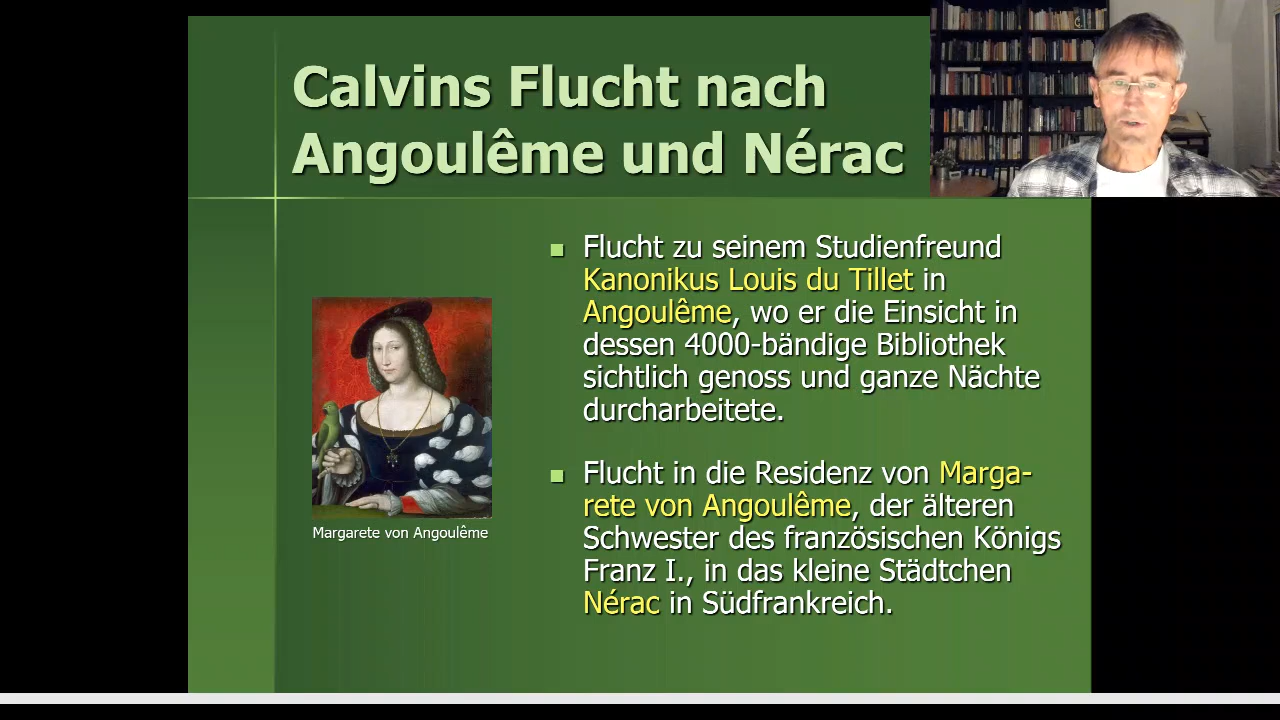 Calvins Flucht nach
Angoulême und Nérac
Flucht zu seinem Studienfreund
Kanonikus Louis du Tillet in
Angoulême, wo er die Einsicht in
dessen 4000-bändige Bibliothek
sichtlich genoss und ganze Nächte
durcharbeitete.
Flucht in die Residenz von Marga-
rete von Angoulême, der älteren
Schwester des französischen Königs
Franz I., in das kleine Städtchen
Nérac in Südfrankreich.
Margarete von Angoulême